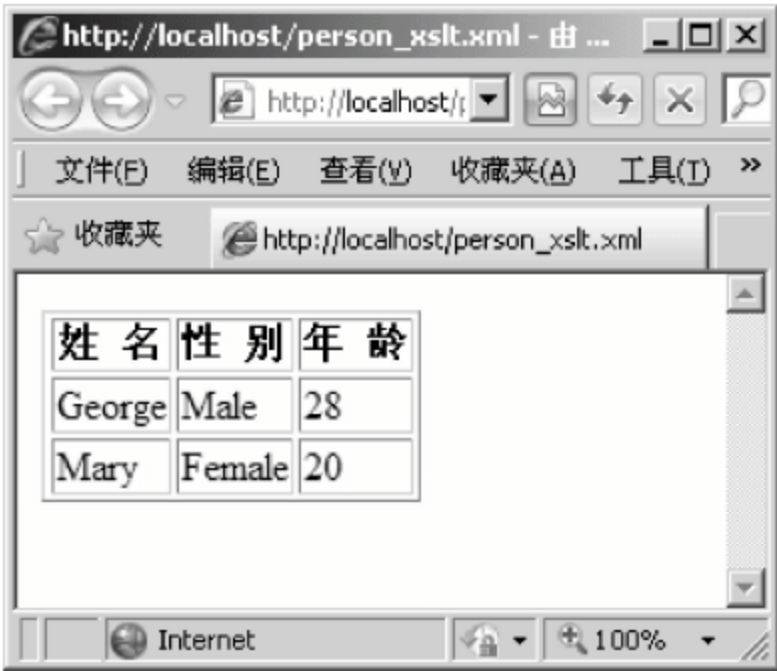 http://localhost/person_xslt.xml - 由 ...
http://localhost/p
文件(F) 编辑(E) 查看(V) 收藏夹(A) 工具(T) »
收藏夹 http://localhost/person_xslt.xml
姓 名 性 别 年 龄
George Male 28
Mary Female 20
Internet 100%